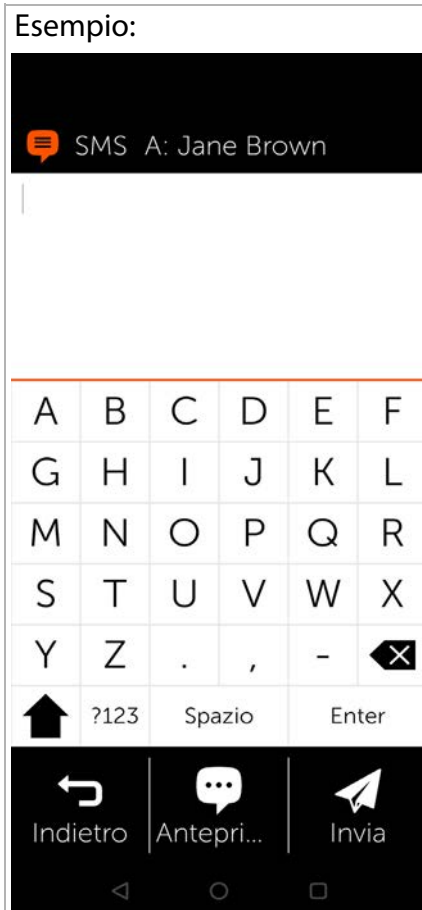 Esempio:
SMS A: Jane Brown
A B C D E F
G H I J K L
M N O P Q R
S T U V W X
Y Z . , -
?123 Spazio Enter
Indietro Antepri... Invia